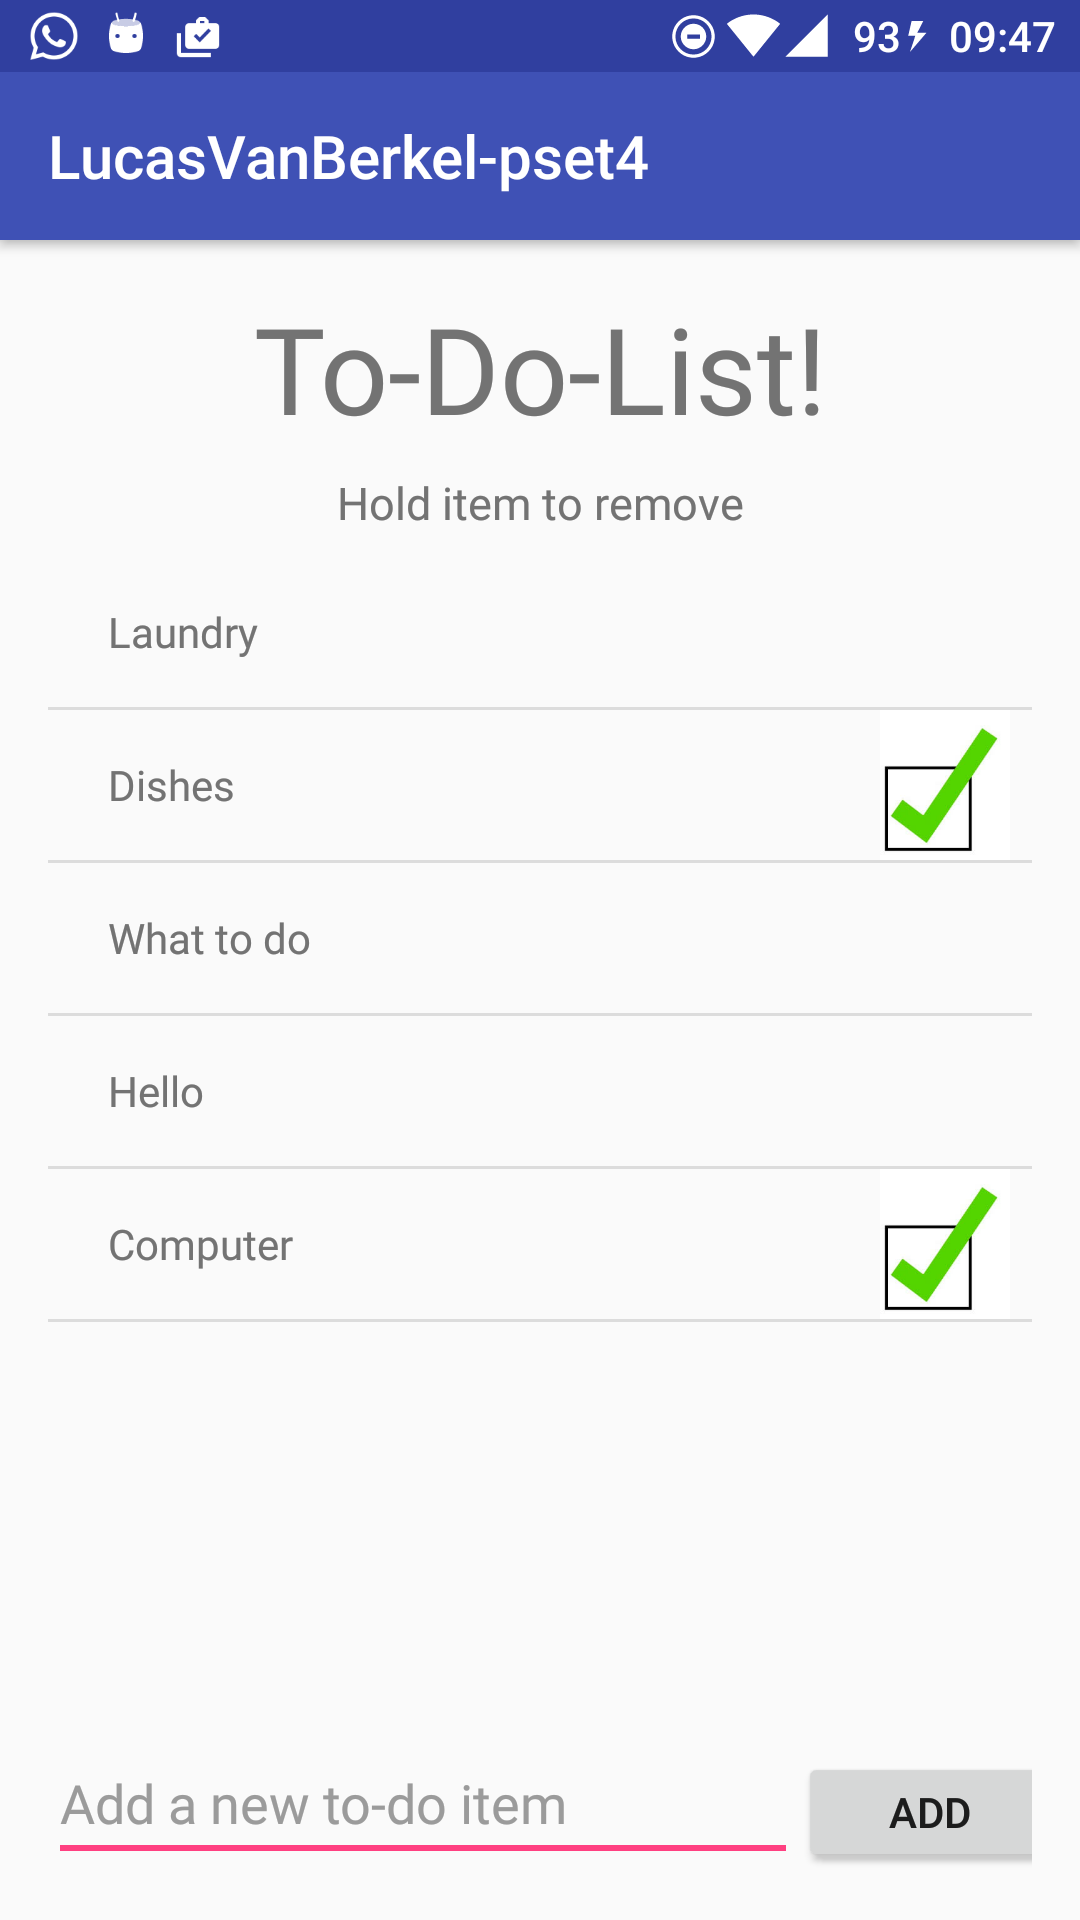 93 09:47
LucasVanBerkel-pset4
To-Do-List!
Hold item to remove
Laundry
Dishes
What to do
Hello
Computer
Add a new to-do item
ADD